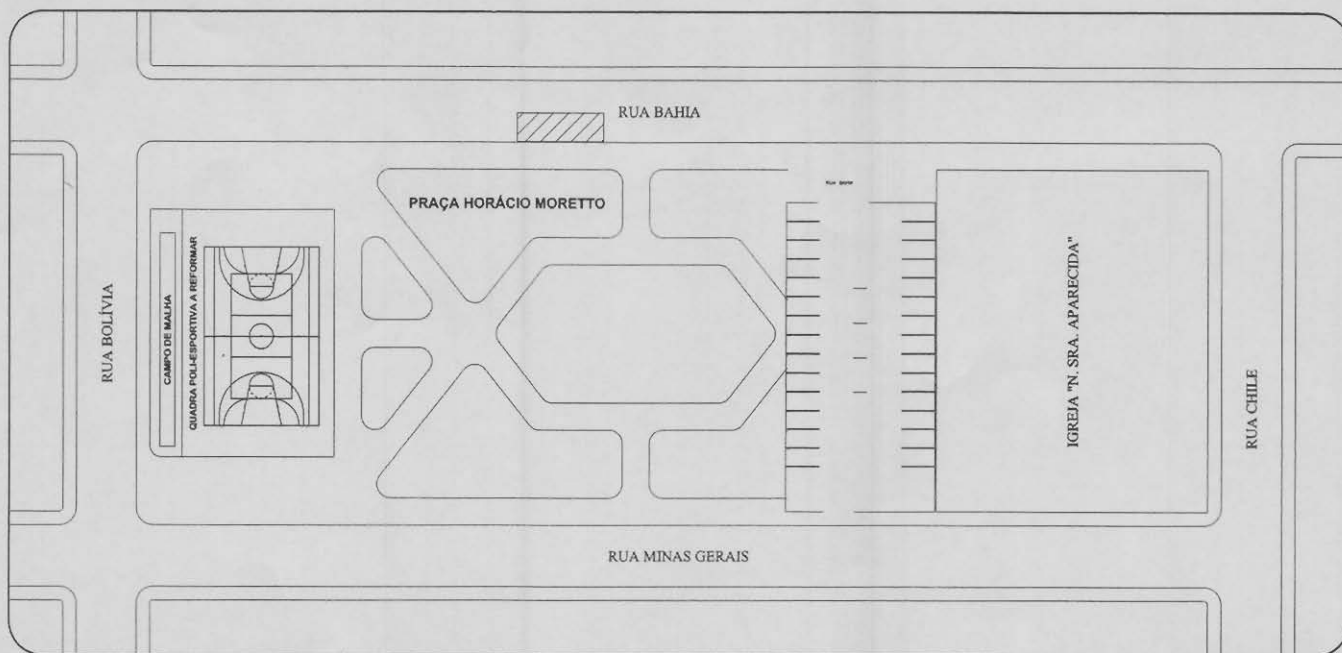 RUA BAHIA
PRAÇA HORÁCIO MORETTO
RUA BOLÍVIA
CAMPO DE MALHA
QUADRA POLI-ESPORTIVA A REFORMAR
IGREJA "N. SRA. APARECIDA"
RUA CHILE
RUA MINAS GERAIS